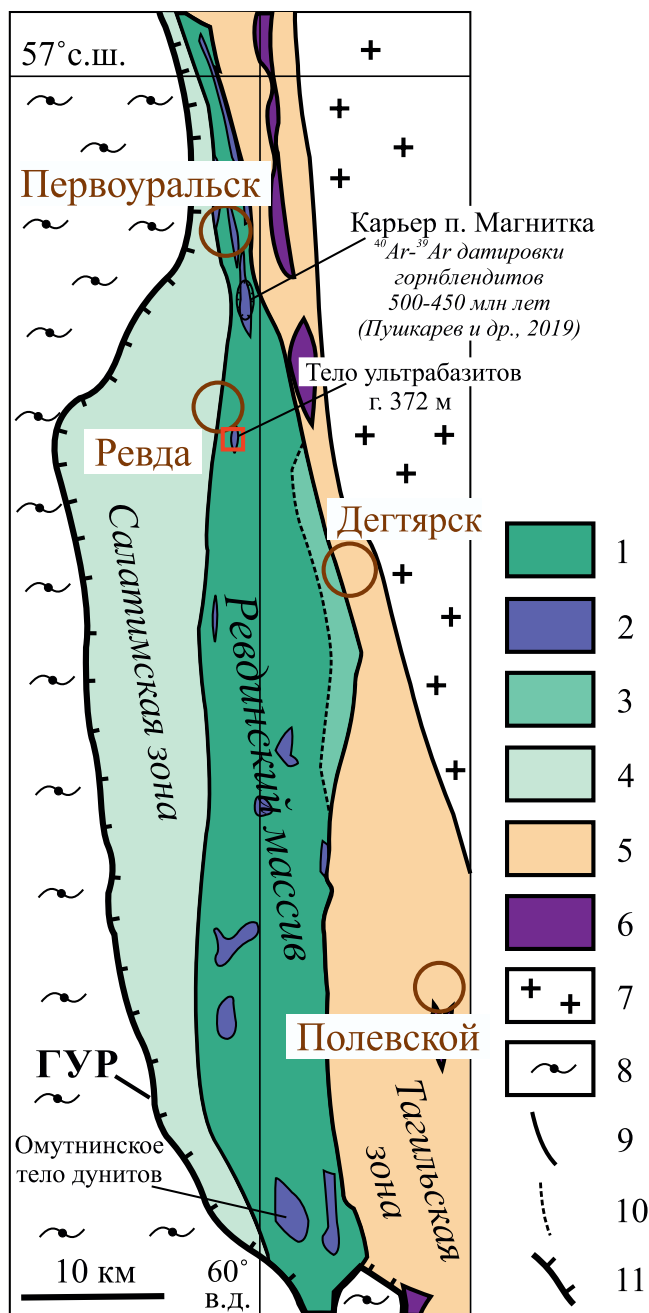 57˚с.ш.
Первоуральск
Карьер п. Магнитка
⁴⁰Ar-³⁹Ar датировки
горнблендитов
500-450 млн лет
(Пушкарев и др., 2019)
Тело ультрабазитов
г. 372 м
Ревда
Дегтярск
Салатимская зона
Ревдинский массив
1
2
3
4
5
6
7
8
9
10
11
Полевской
ГУР
Тагильская
зона
Омутнинское
тело дунитов
10 км
60˚
в.д.